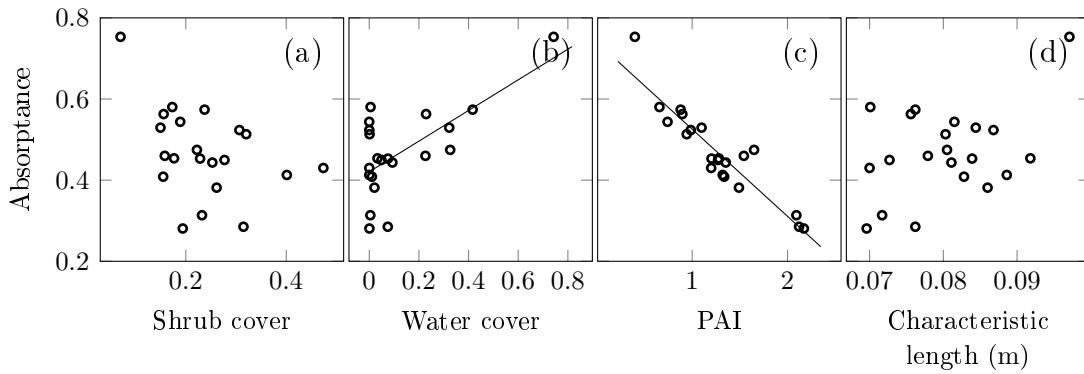 0.8
0.6
0.4
0.2
Absorptance
(a)
(b)
(c)
(d)
0.2 0.4
0 0.2 0.4 0.6 0.8
1 2
0.07 0.08 0.09
Shrub cover
Water cover
PAI
Characteristic
length (m)